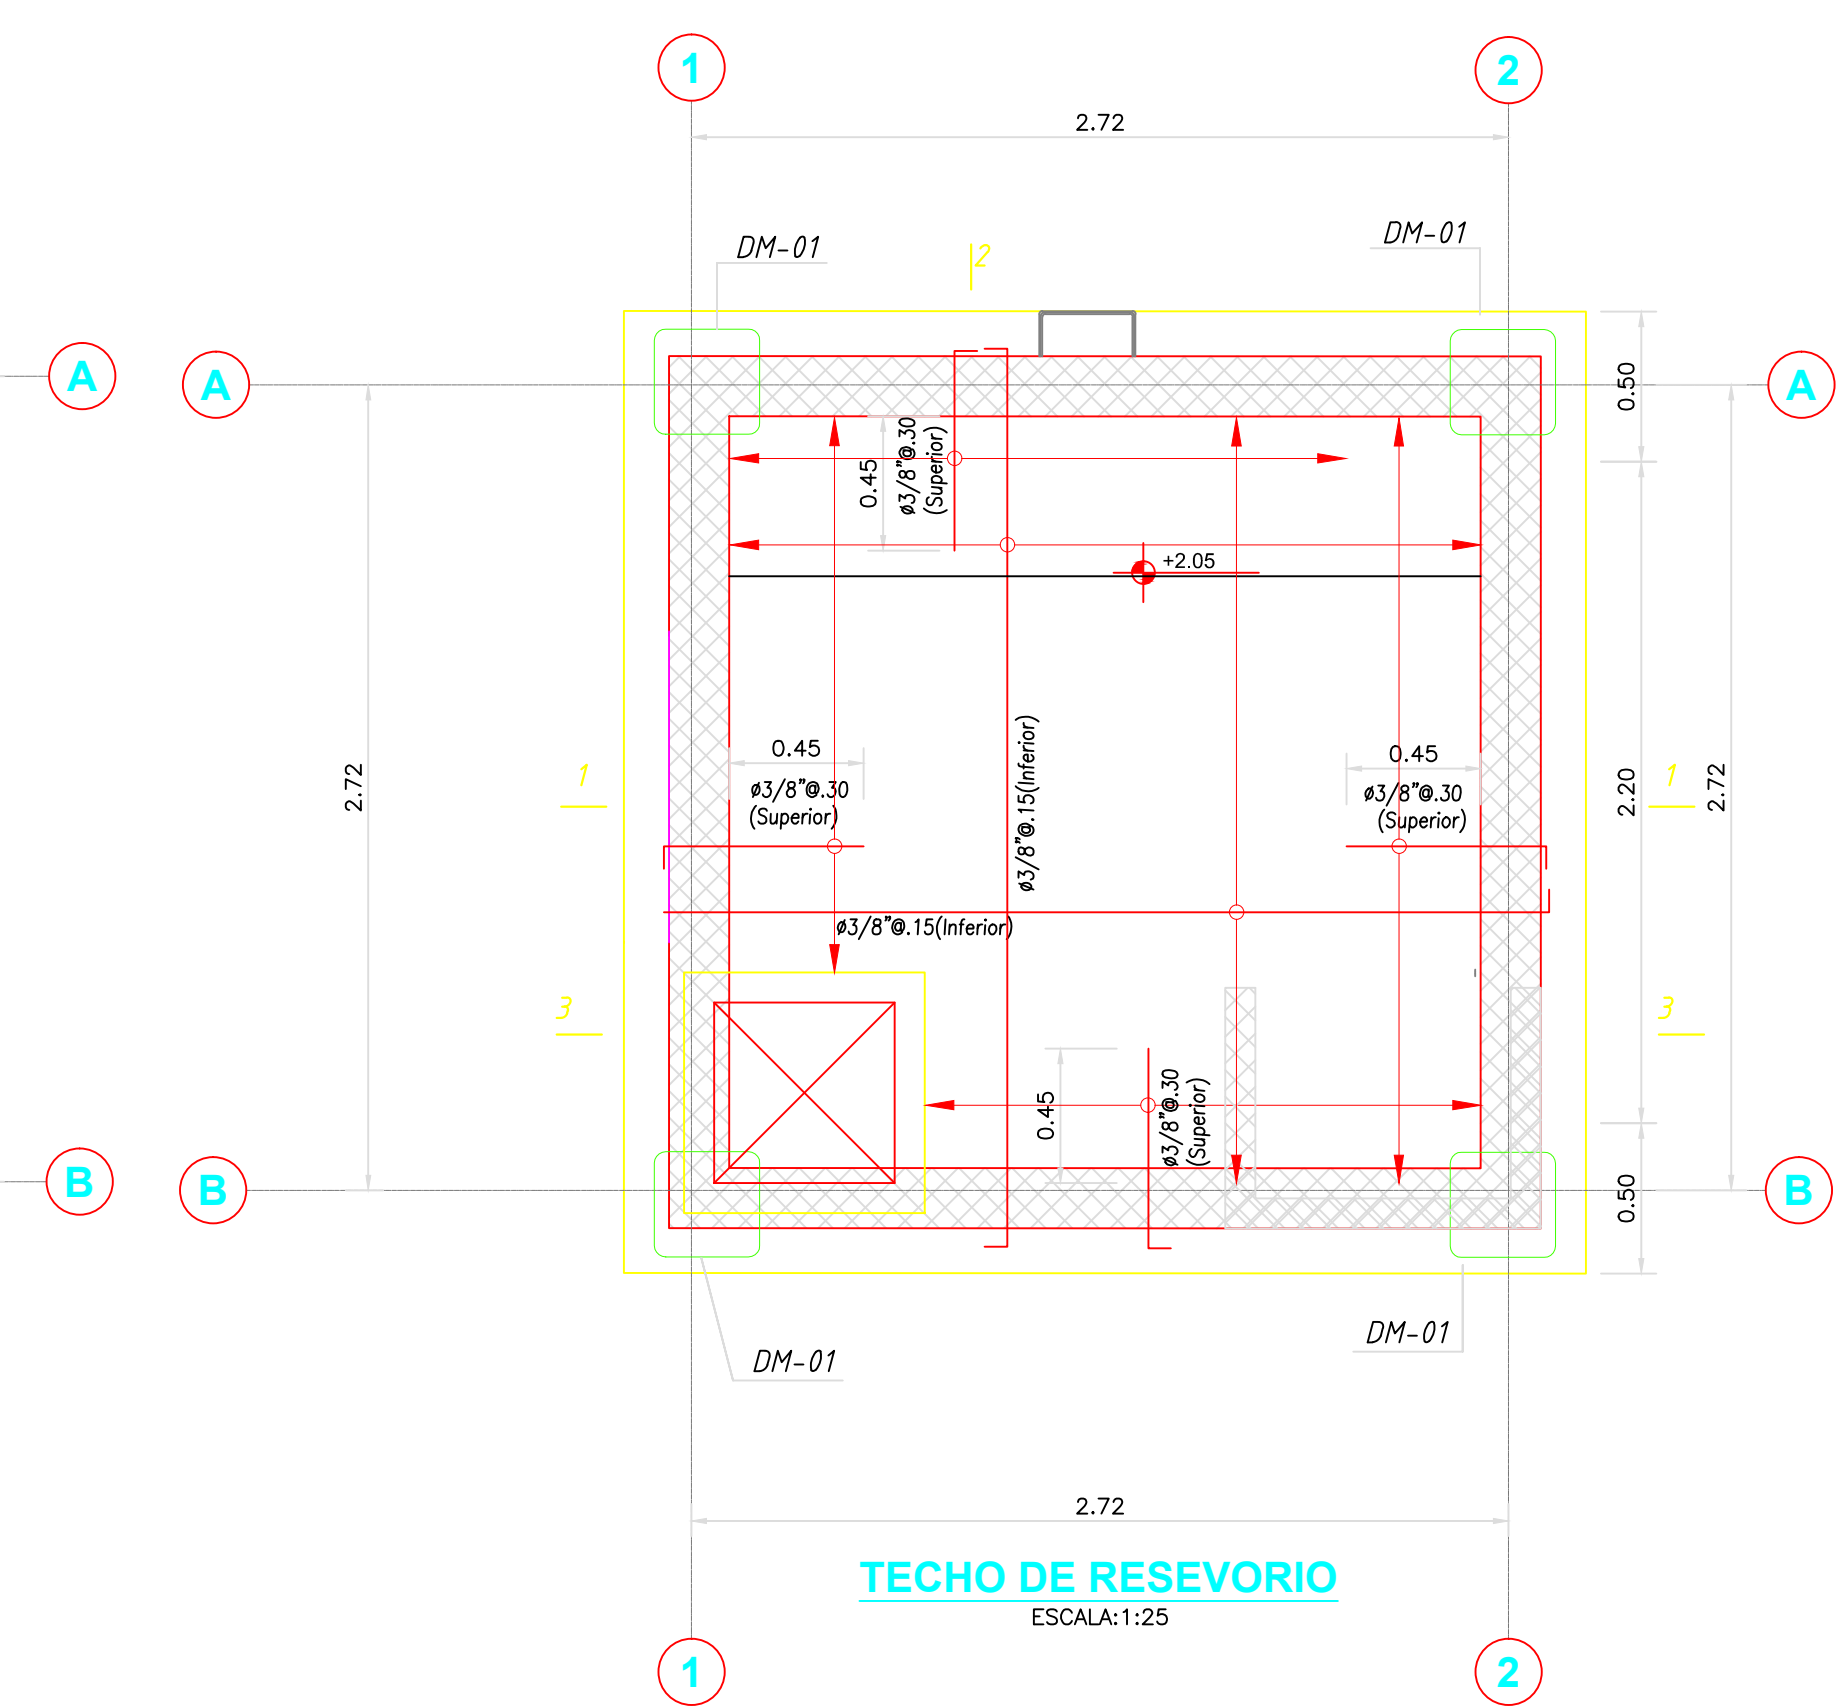 1
2
2.72
DM-01
DM-01
2
A
A
A
0.50
0.45
ø3/8"@.30
(Superior)
+2.05
2.72
1
0.45
ø3/8"@.30
(Superior)
ø3/8"@.15(Inferior)
0.45
ø3/8"@.30
(Superior)
2.20
1
2.72
ø3/8"@.15(Inferior)
3
3
0.45
ø3/8"@.30
(Superior)
B
B
B
0.50
DM-01
DM-01
2.72
TECHO DE RESEVORIO
ESCALA:1:25
1
2